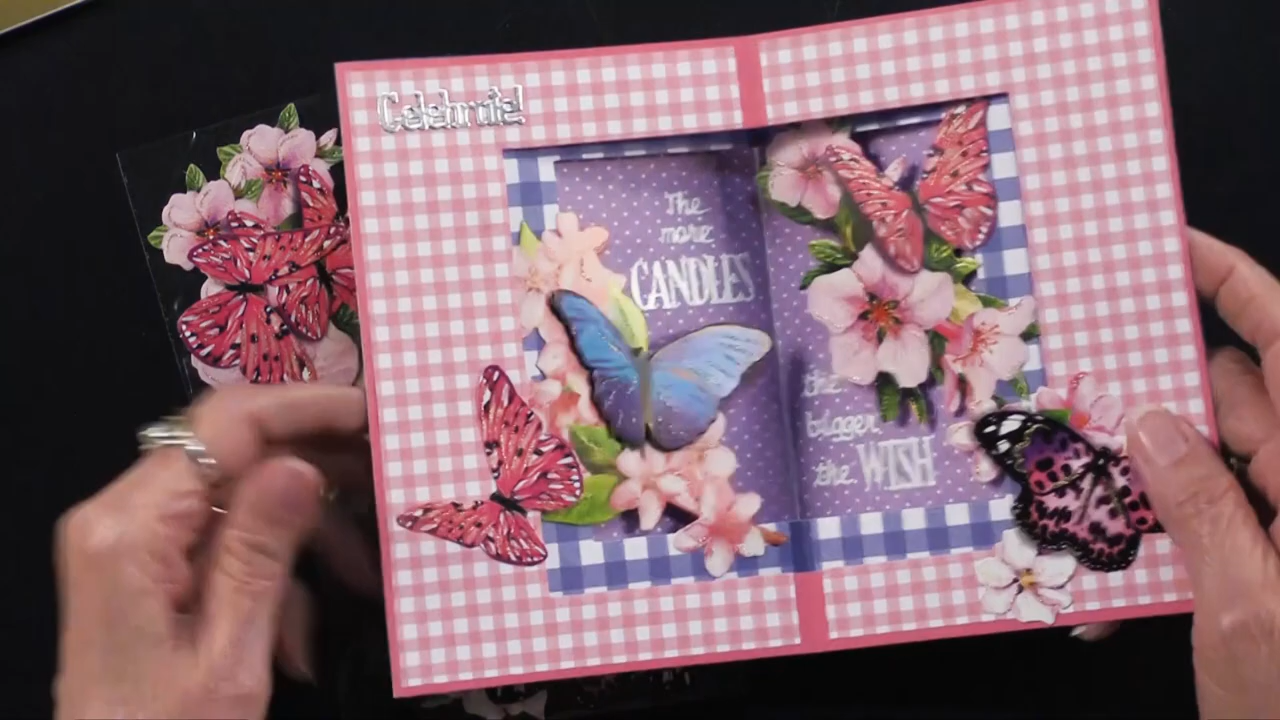 Celebrate!
The
more
CANDLES
the
bigger
the WISH